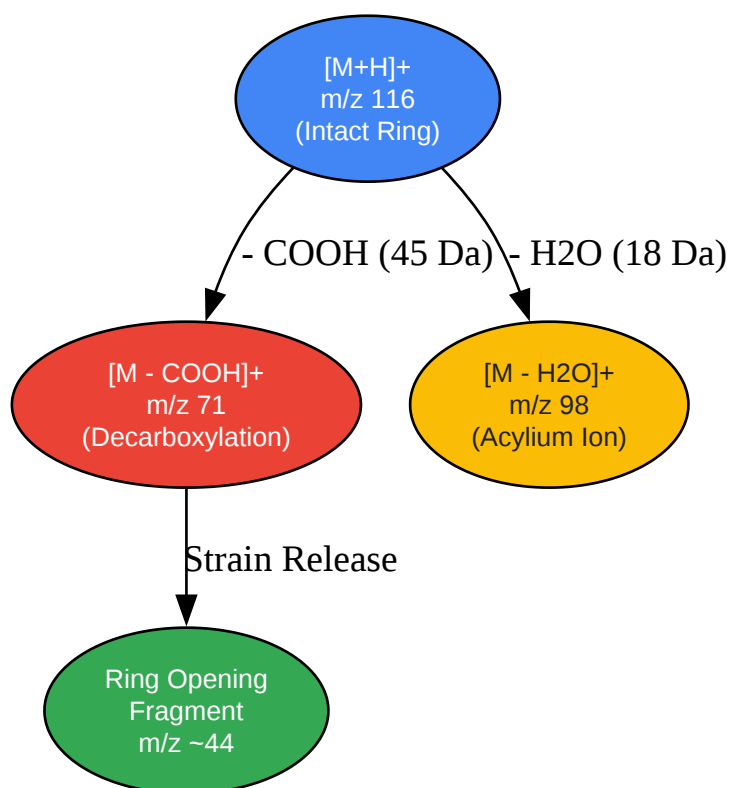 [M+H]+
m/z 116
(Intact Ring)
- COOH (45 Da)
- H2O (18 Da)
[M - COOH]+
m/z 71
(Decarboxylation)
[M - H2O]+
m/z 98
(Acylium Ion)
Strain Release
Ring Opening
Fragment
m/z ~44